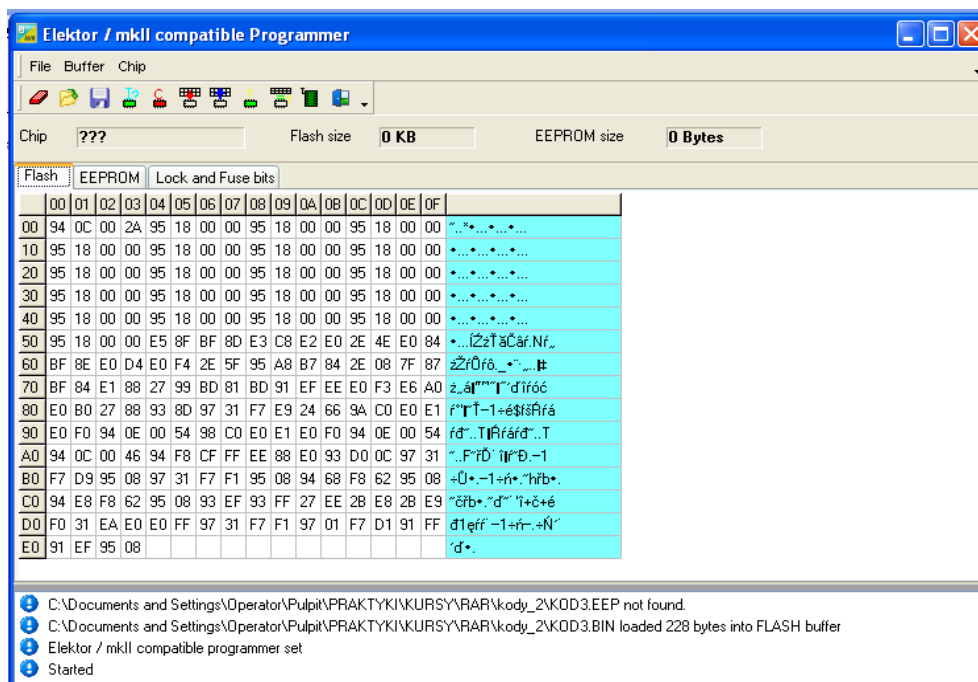 Elektor / mkII compatible Programmer
File Buffer Chip
Chip ??? Flash size 0 KB EEPROM size 0 Bytes
Flash EEPROM Lock and Fuse bits
00 01 02 03 04 05 06 07 08 09 0A 0B 0C 0D 0E 0F
00 94 0C 00 2A 95 18 00 00 95 18 00 00 95 18 00 00
10 95 18 00 00 95 18 00 00 95 18 00 00 95 18 00 00
20 95 18 00 00 95 18 00 00 95 18 00 00 95 18 00 00
30 95 18 00 00 95 18 00 00 95 18 00 00 95 18 00 00
40 95 18 00 00 95 18 00 00 95 18 00 00 95 18 00 00
50 95 18 00 00 E5 8F BF 8D E3 C8 E2 E0 2E 4E E0 84
60 BF 8E E0 D4 E0 F4 2E 5F 95 A8 B7 84 2E 08 7F 87
70 BF 84 E1 88 27 99 BD 81 BD 91 EF EE E0 F3 E6 A0
80 E0 B0 27 88 93 8D 97 31 F7 E9 24 66 9A C0 E0 E1
90 E0 F0 94 0E 00 54 98 C0 E0 E1 E0 F0 94 0E 00 54
A0 94 0C 00 46 94 F8 CF FF EE 88 E0 93 D0 0C 97 31
B0 F7 D9 95 08 97 31 F7 F1 95 08 94 68 F8 62 95 08
C0 94 E8 F8 62 95 08 93 EF 93 FF 27 EE 2B E8 2B E9
D0 F0 31 EA E0 E0 FF 97 31 F7 F1 97 01 F7 D1 91 FF
E0 91 EF 95 08
C:\Documents and Settings\Operator\Pulpit\PRAKTYKI\KURSY\RAR\kody_2\KOD3.EEP not found.
C:\Documents and Settings\Operator\Pulpit\PRAKTYKI\KURSY\RAR\kody_2\KOD3.BIN loaded 228 bytes into FLASH buffer
Elektor / mkII compatible programmer set
Started